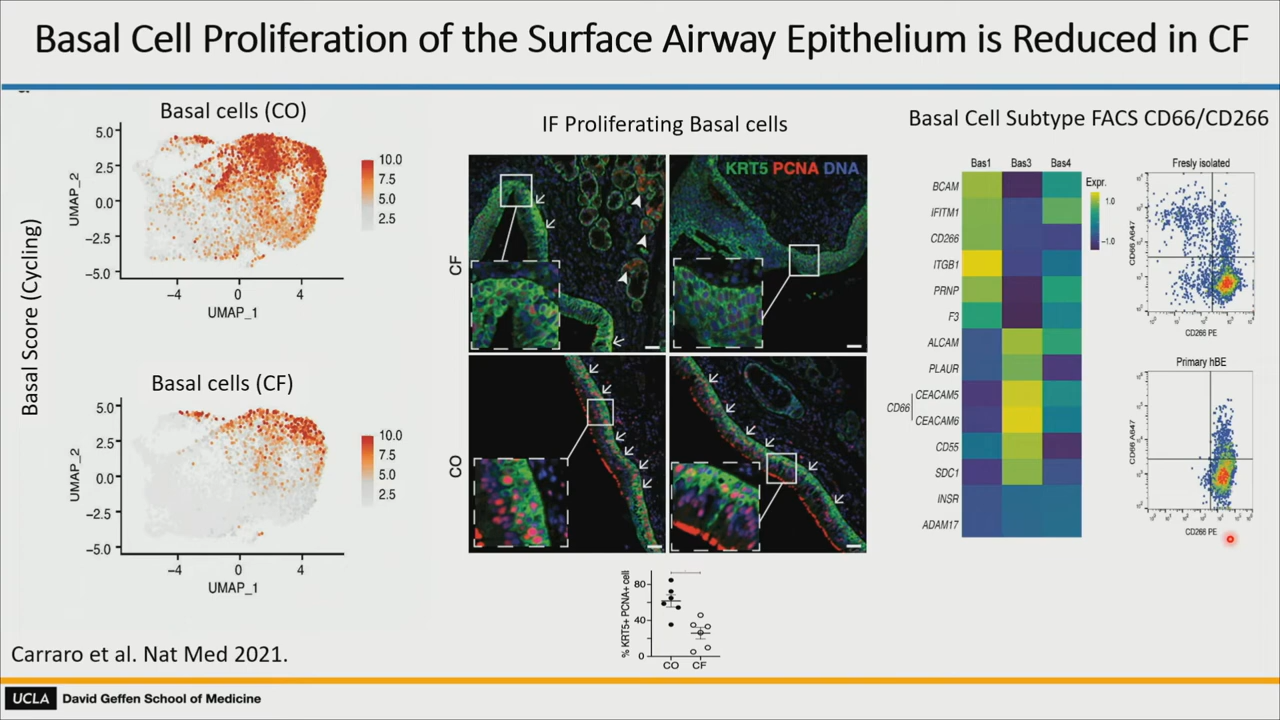 Basal Cell Proliferation of the Surface Airway Epithelium is Reduced in CF
Basal Score (Cycling)
Basal cells (CO)
5.0
2.5
0.0
−2.5
−5.0
UMAP_2
−4 0 4
UMAP_1
10.0
7.5
5.0
2.5
Basal cells (CF)
5.0
2.5
0.0
−2.5
−5.0
UMAP_2
−4 0 4
UMAP_1
10.0
7.5
5.0
2.5
IF Proliferating Basal cells
KRT5 PCNA DNA
CF
CO
% KRT5+ PCNA+ cell
80
40
0
CO CF
Basal Cell Subtype FACS CD66/CD266
Bas1 Bas3 Bas4
BCAM
IFITM1
CD266
ITGB1
PRNP
F3
ALCAM
PLAUR
CD66
CEACAM5
CEACAM6
CD55
SDC1
INSR
ADAM17
Expr.
1.0
−1.0
Fresly isolated
CD66 A647
CD266 PE
Primary hBE
CD66 A647
CD266 PE
Carraro et al. Nat Med 2021.
UCLA David Geffen School of Medicine